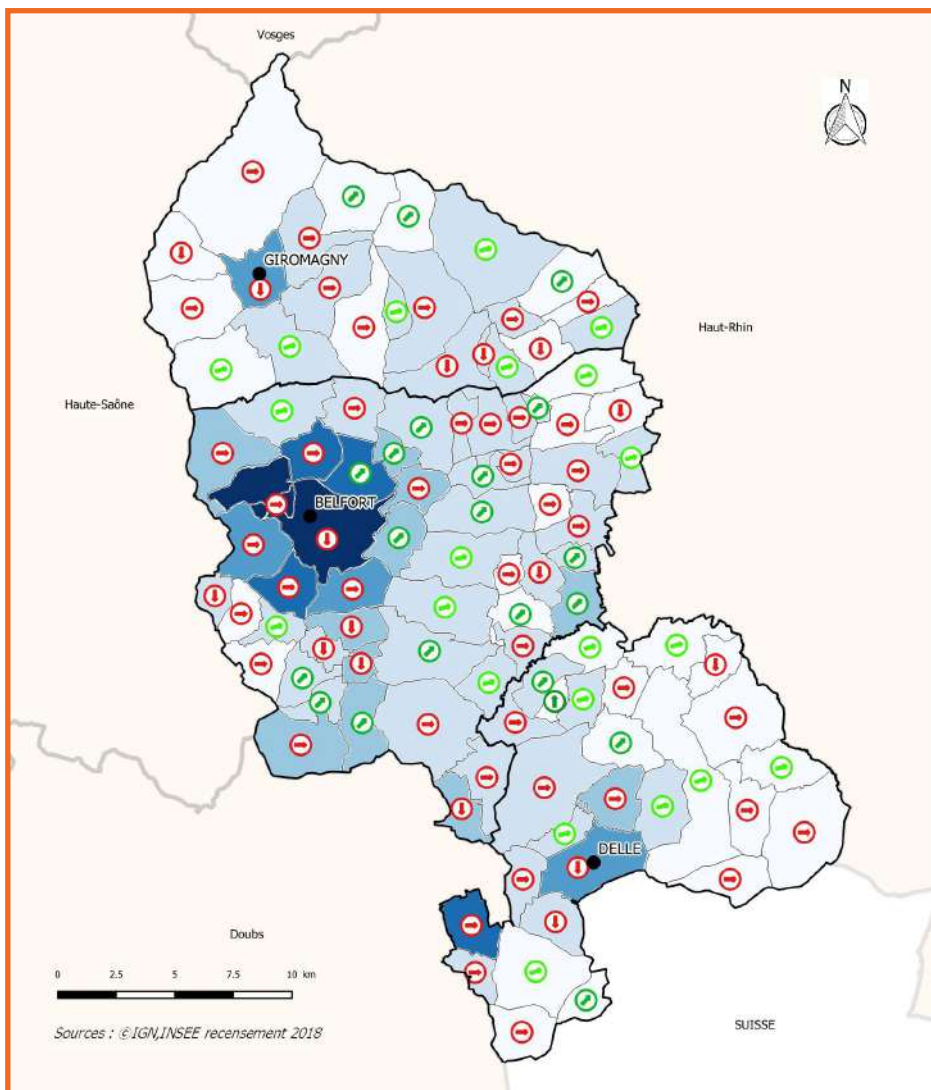 Vosges
N
GIROMAGNY
Haut-Rhin
Haute-Saône
BELFORT
DELLE
Doubs
0 2.5 5 7.5 10 km
SUISSE
Sources : ©IGN,INSEE recensement 2018